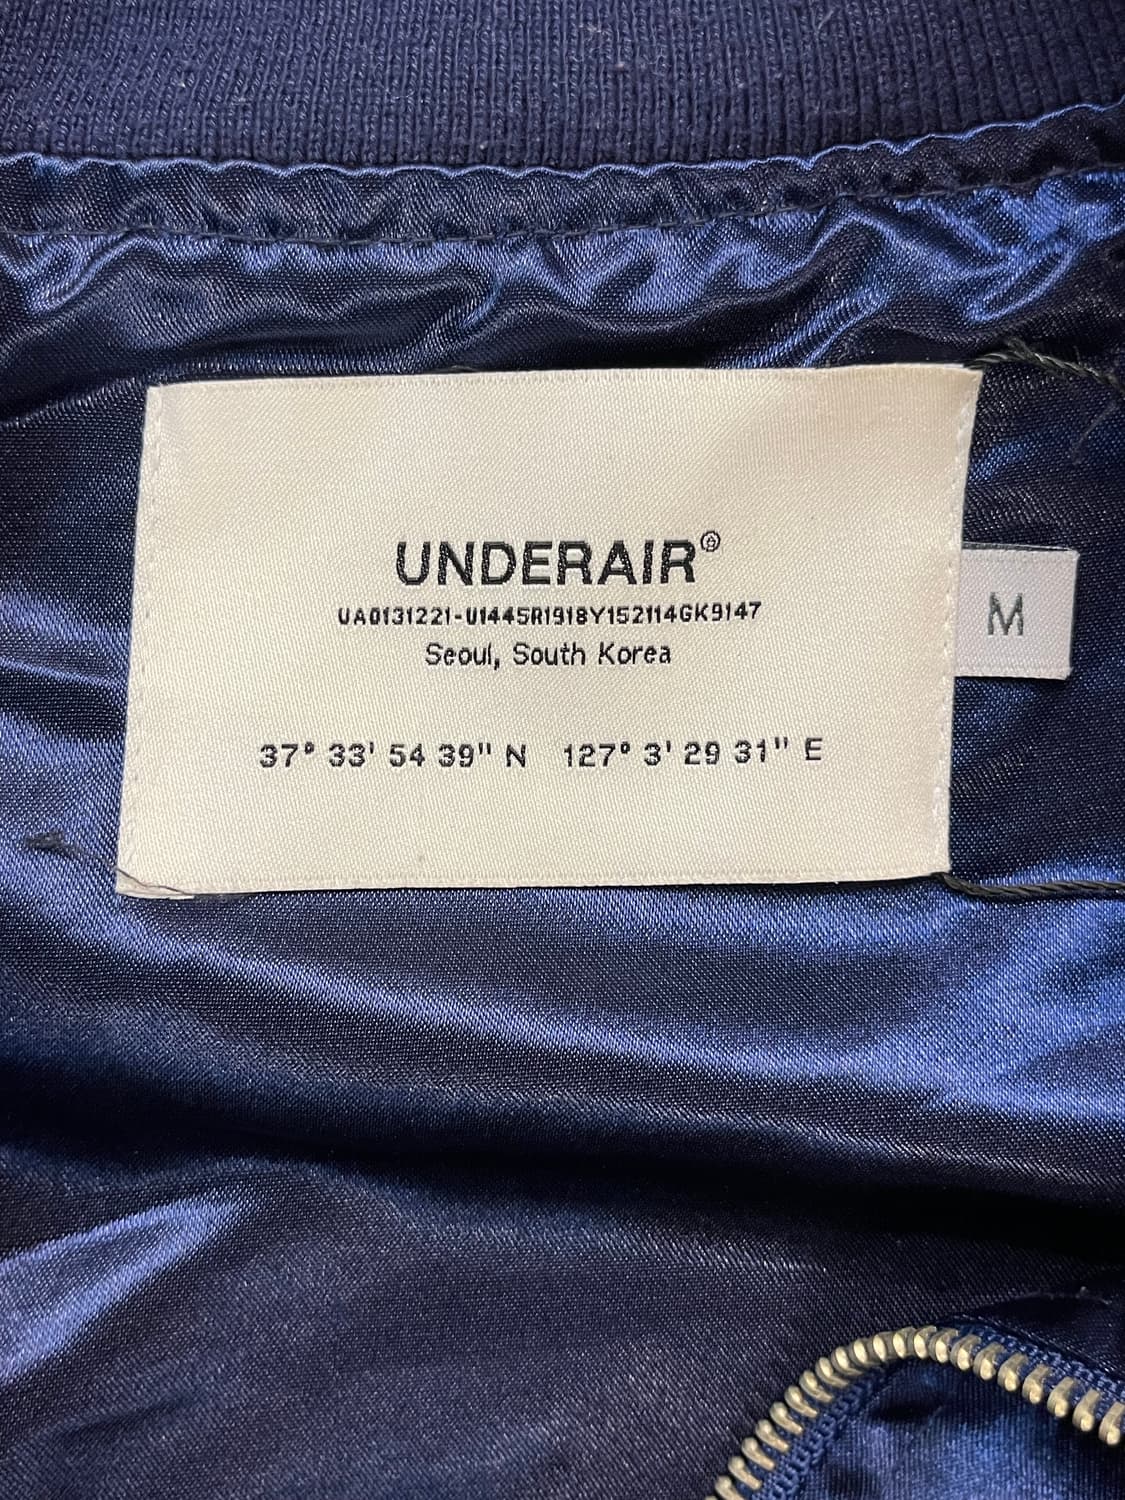 UNDERAIR®
UA0131221-U1445R1918Y152114GK9147
Seoul, South Korea
37° 33' 54 39" N 127° 3' 29 31" E
M